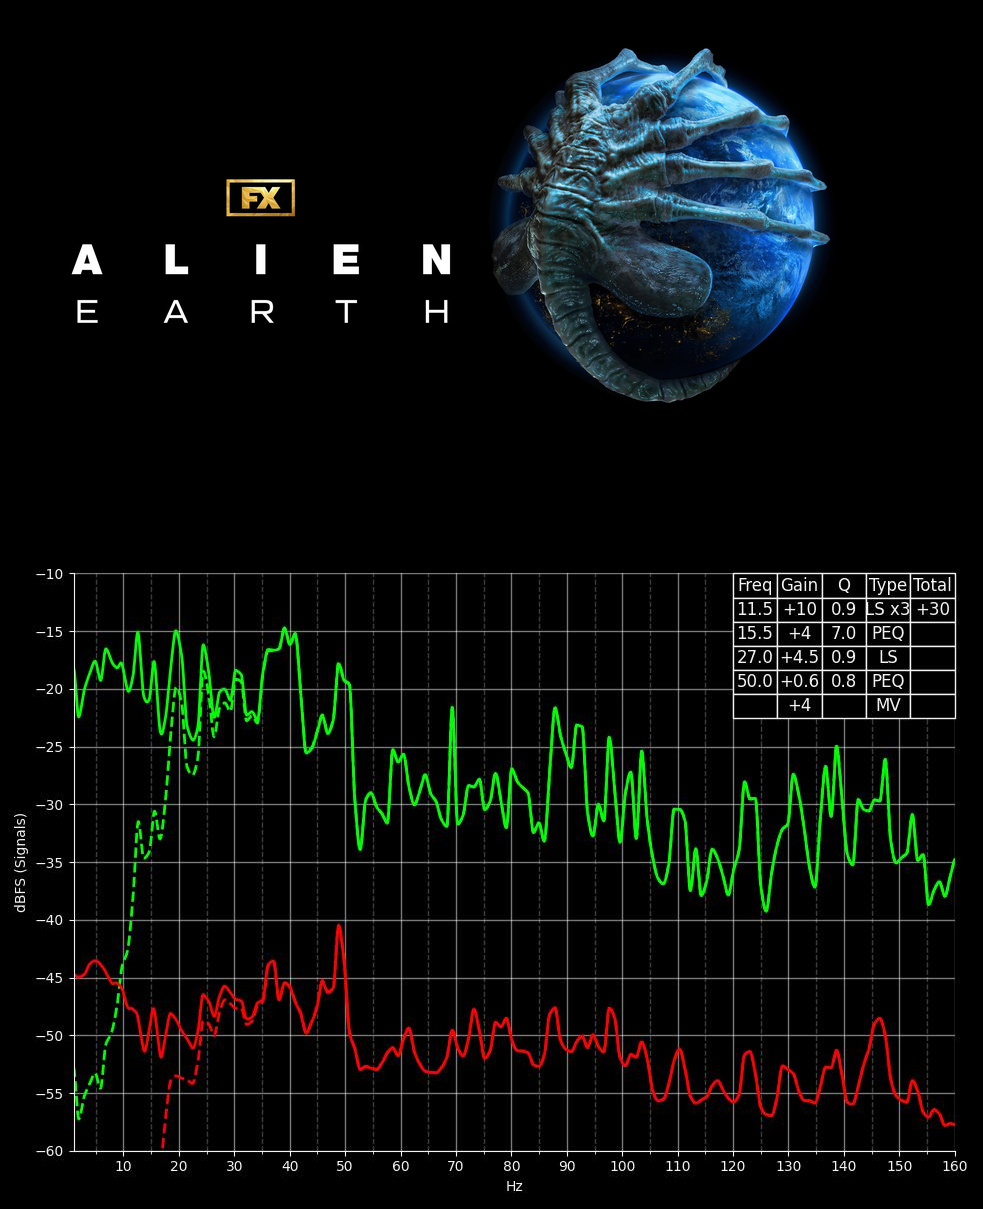 FX
A L I E N
E A R T H
Freq Gain Q Type Total
11.5 +10 0.9 LS x3 +30
15.5 +4 7.0 PEQ
27.0 +4.5 0.9 LS
50.0 +0.6 0.8 PEQ
+4 MV
−10
−15
−20
−25
−30
−35
−40
−45
−50
−55
−60
dBFS (Signals)
10 20 30 40 50 60 70 80 90 100 110 120 130 140 150 160
Hz